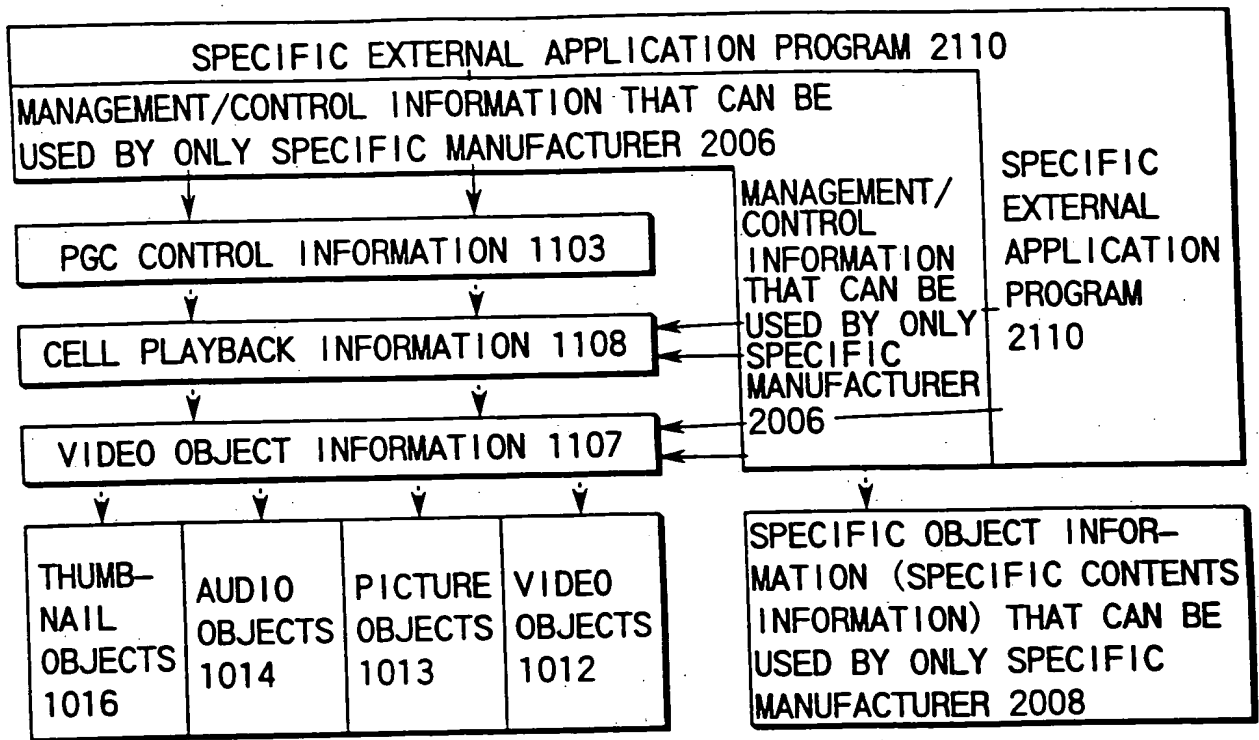 SPECIFIC EXTERNAL APPLICATION PROGRAM 2110
MANAGEMENT/CONTROL INFORMATION THAT CAN BE
USED BY ONLY SPECIFIC MANUFACTURER 2006
PGC CONTROL INFORMATION 1103
CELL PLAYBACK INFORMATION 1108
VIDEO OBJECT INFORMATION 1107
MANAGEMENT/
CONTROL
INFORMATION
THAT CAN BE
USED BY ONLY
SPECIFIC
MANUFACTURER
2006
SPECIFIC
EXTERNAL
APPLICATION
PROGRAM
2110
THUMB-
NAIL
OBJECTS
1016
AUDIO
OBJECTS
1014
PICTURE
OBJECTS
1013
VIDEO
OBJECTS
1012
SPECIFIC OBJECT INFOR-
MATION (SPECIFIC CONTENTS
INFORMATION) THAT CAN BE
USED BY ONLY SPECIFIC
MANUFACTURER 2008